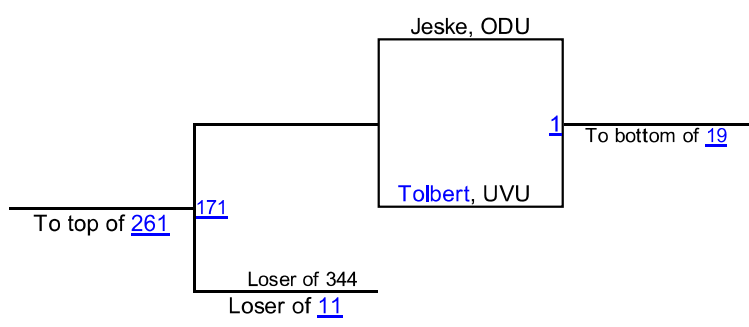 Jeske, ODU
1
To bottom of 19
Tolbert, UVU
171
To top of 261
Loser of 344
Loser of 11